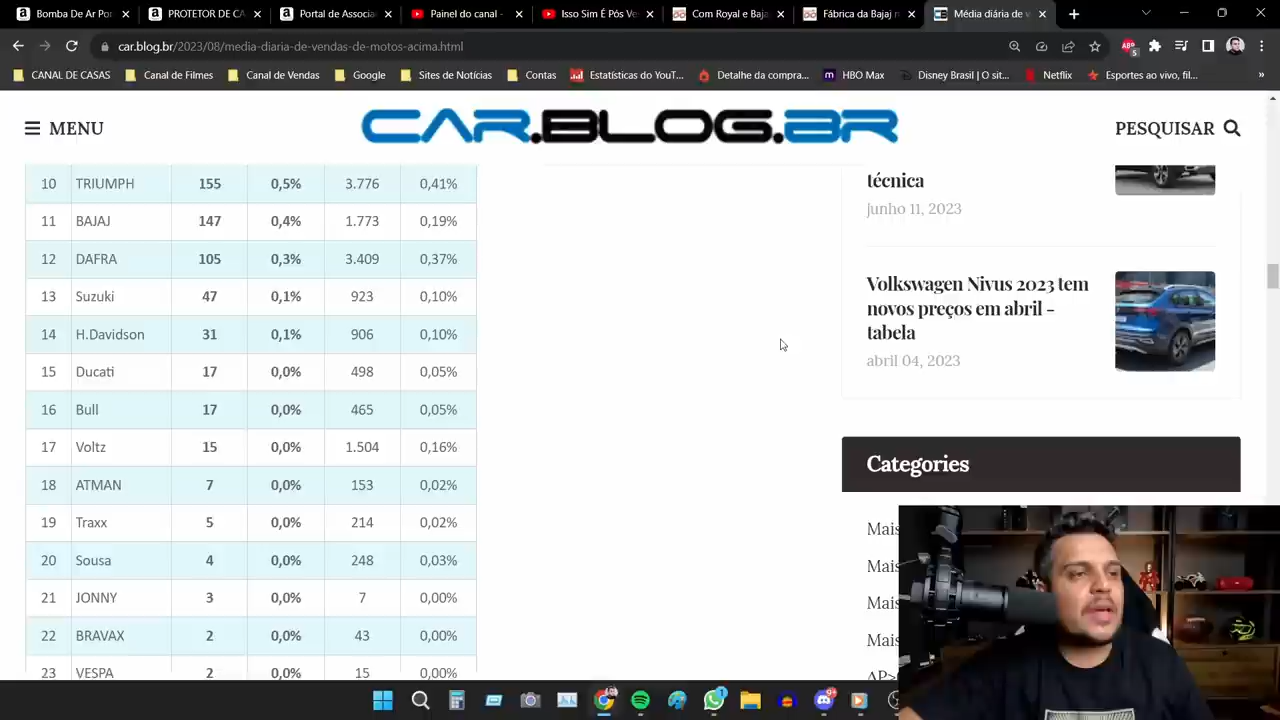 Bomba De Ar Po
PROTETOR DE CA
Portal de Associa
Painel do canal -
Isso Sim É Pós Ve
Com Royal e Baja
Fábrica da Bajaj n
Média diária de v
car.blog.br/2023/08/media-diaria-de-vendas-de-motos-acima.html
CANAL DE CASAS
Canal de Filmes
Canal de Vendas
Google
Sites de Notícias
Contas
Estatísticas do YouT...
Detalhe da compra...
HBO Max
Disney Brasil | O sit...
Netflix
Esportes ao vivo, fil...
MENU
CAR.BLOG.BR
PESQUISAR
10 TRIUMPH 155 0,5% 3.776 0,41%
11 BAJAJ 147 0,4% 1.773 0,19%
12 DAFRA 105 0,3% 3.409 0,37%
13 Suzuki 47 0,1% 923 0,10%
14 H.Davidson 31 0,1% 906 0,10%
15 Ducati 17 0,0% 498 0,05%
16 Bull 17 0,0% 465 0,05%
17 Voltz 15 0,0% 1.504 0,16%
18 ATMAN 7 0,0% 153 0,02%
19 Traxx 5 0,0% 214 0,02%
20 Sousa 4 0,0% 248 0,03%
21 JONNY 3 0,0% 7 0,00%
22 BRAVAX 2 0,0% 43 0,00%
23 VESPA 2 0,0% 15 0,00%
técnica
junho 11, 2023
Volkswagen Nivus 2023 tem
novos preços em abril -
tabela
abril 04, 2023
Categories
Mais
Mais
Mais
Mais